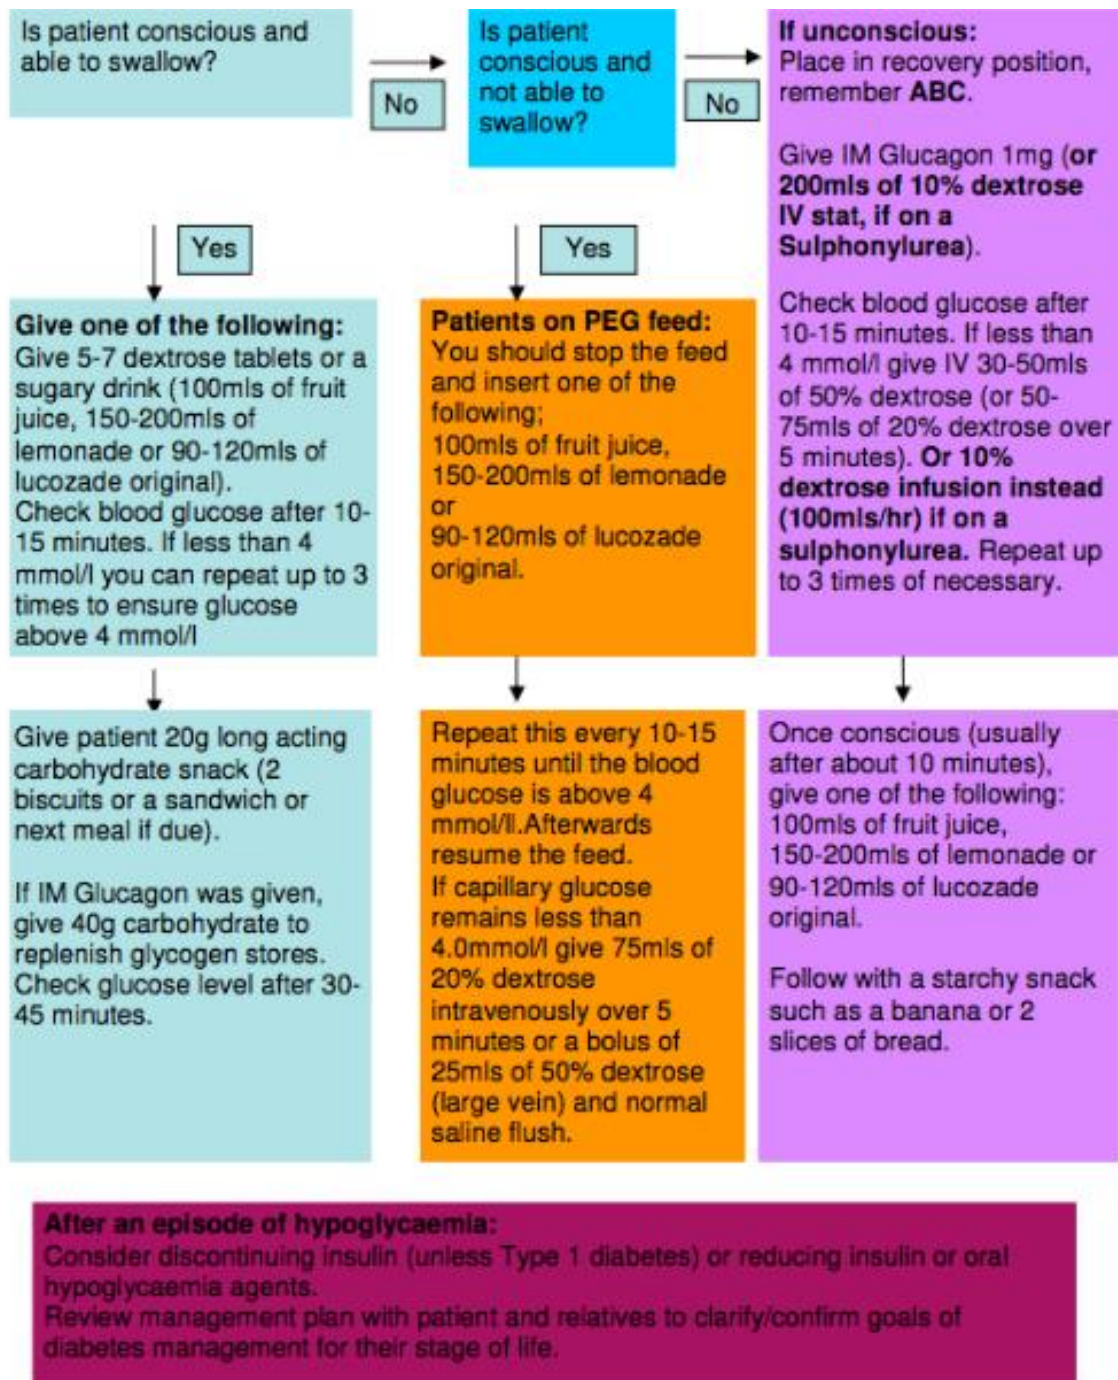 Is patient conscious and
able to swallow?
No
Is patient
conscious and
not able to
swallow?
No
If unconscious:
Place in recovery position,
remember ABC.
Give IM Glucagon 1mg (or
200mls of 10% dextrose
IV stat, if on a
Sulphonylurea).
Check blood glucose after
10-15 minutes. If less than
4 mmol/l give IV 30-50mls
of 50% dextrose (or 50-
75mls of 20% dextrose over
5 minutes). Or 10%
dextrose infusion instead
(100mls/hr) if on a
sulphonylurea. Repeat up
to 3 times of necessary.
Yes
Yes
Give one of the following:
Give 5-7 dextrose tablets or a
sugary drink (100mls of fruit
juice, 150-200mls of
lemonade or 90-120mls of
lucozade original).
Check blood glucose after 10-
15 minutes. If less than 4
mmol/l you can repeat up to 3
times to ensure glucose
above 4 mmol/l
Patients on PEG feed:
You should stop the feed
and insert one of the
following;
100mls of fruit juice,
150-200mls of lemonade
or
90-120mls of lucozade
original.
Give patient 20g long acting
carbohydrate snack (2
biscuits or a sandwich or
next meal if due).
If IM Glucagon was given,
give 40g carbohydrate to
replenish glycogen stores.
Check glucose level after 30-
45 minutes.
Repeat this every 10-15
minutes until the blood
glucose is above 4
mmol/ll.Afterwards
resume the feed.
If capillary glucose
remains less than
4.0mmol/l give 75mls of
20% dextrose
intravenously over 5
minutes or a bolus of
25mls of 50% dextrose
(large vein) and normal
saline flush.
Once conscious (usually
after about 10 minutes),
give one of the following:
100mls of fruit juice,
150-200mls of lemonade or
90-120mls of lucozade
original.
Follow with a starchy snack
such as a banana or 2
slices of bread.
After an episode of hypoglycaemia:
Consider discontinuing insulin (unless Type 1 diabetes) or reducing insulin or oral
hypoglycaemia agents.
Review management plan with patient and relatives to clarify/confirm goals of
diabetes management for their stage of life.